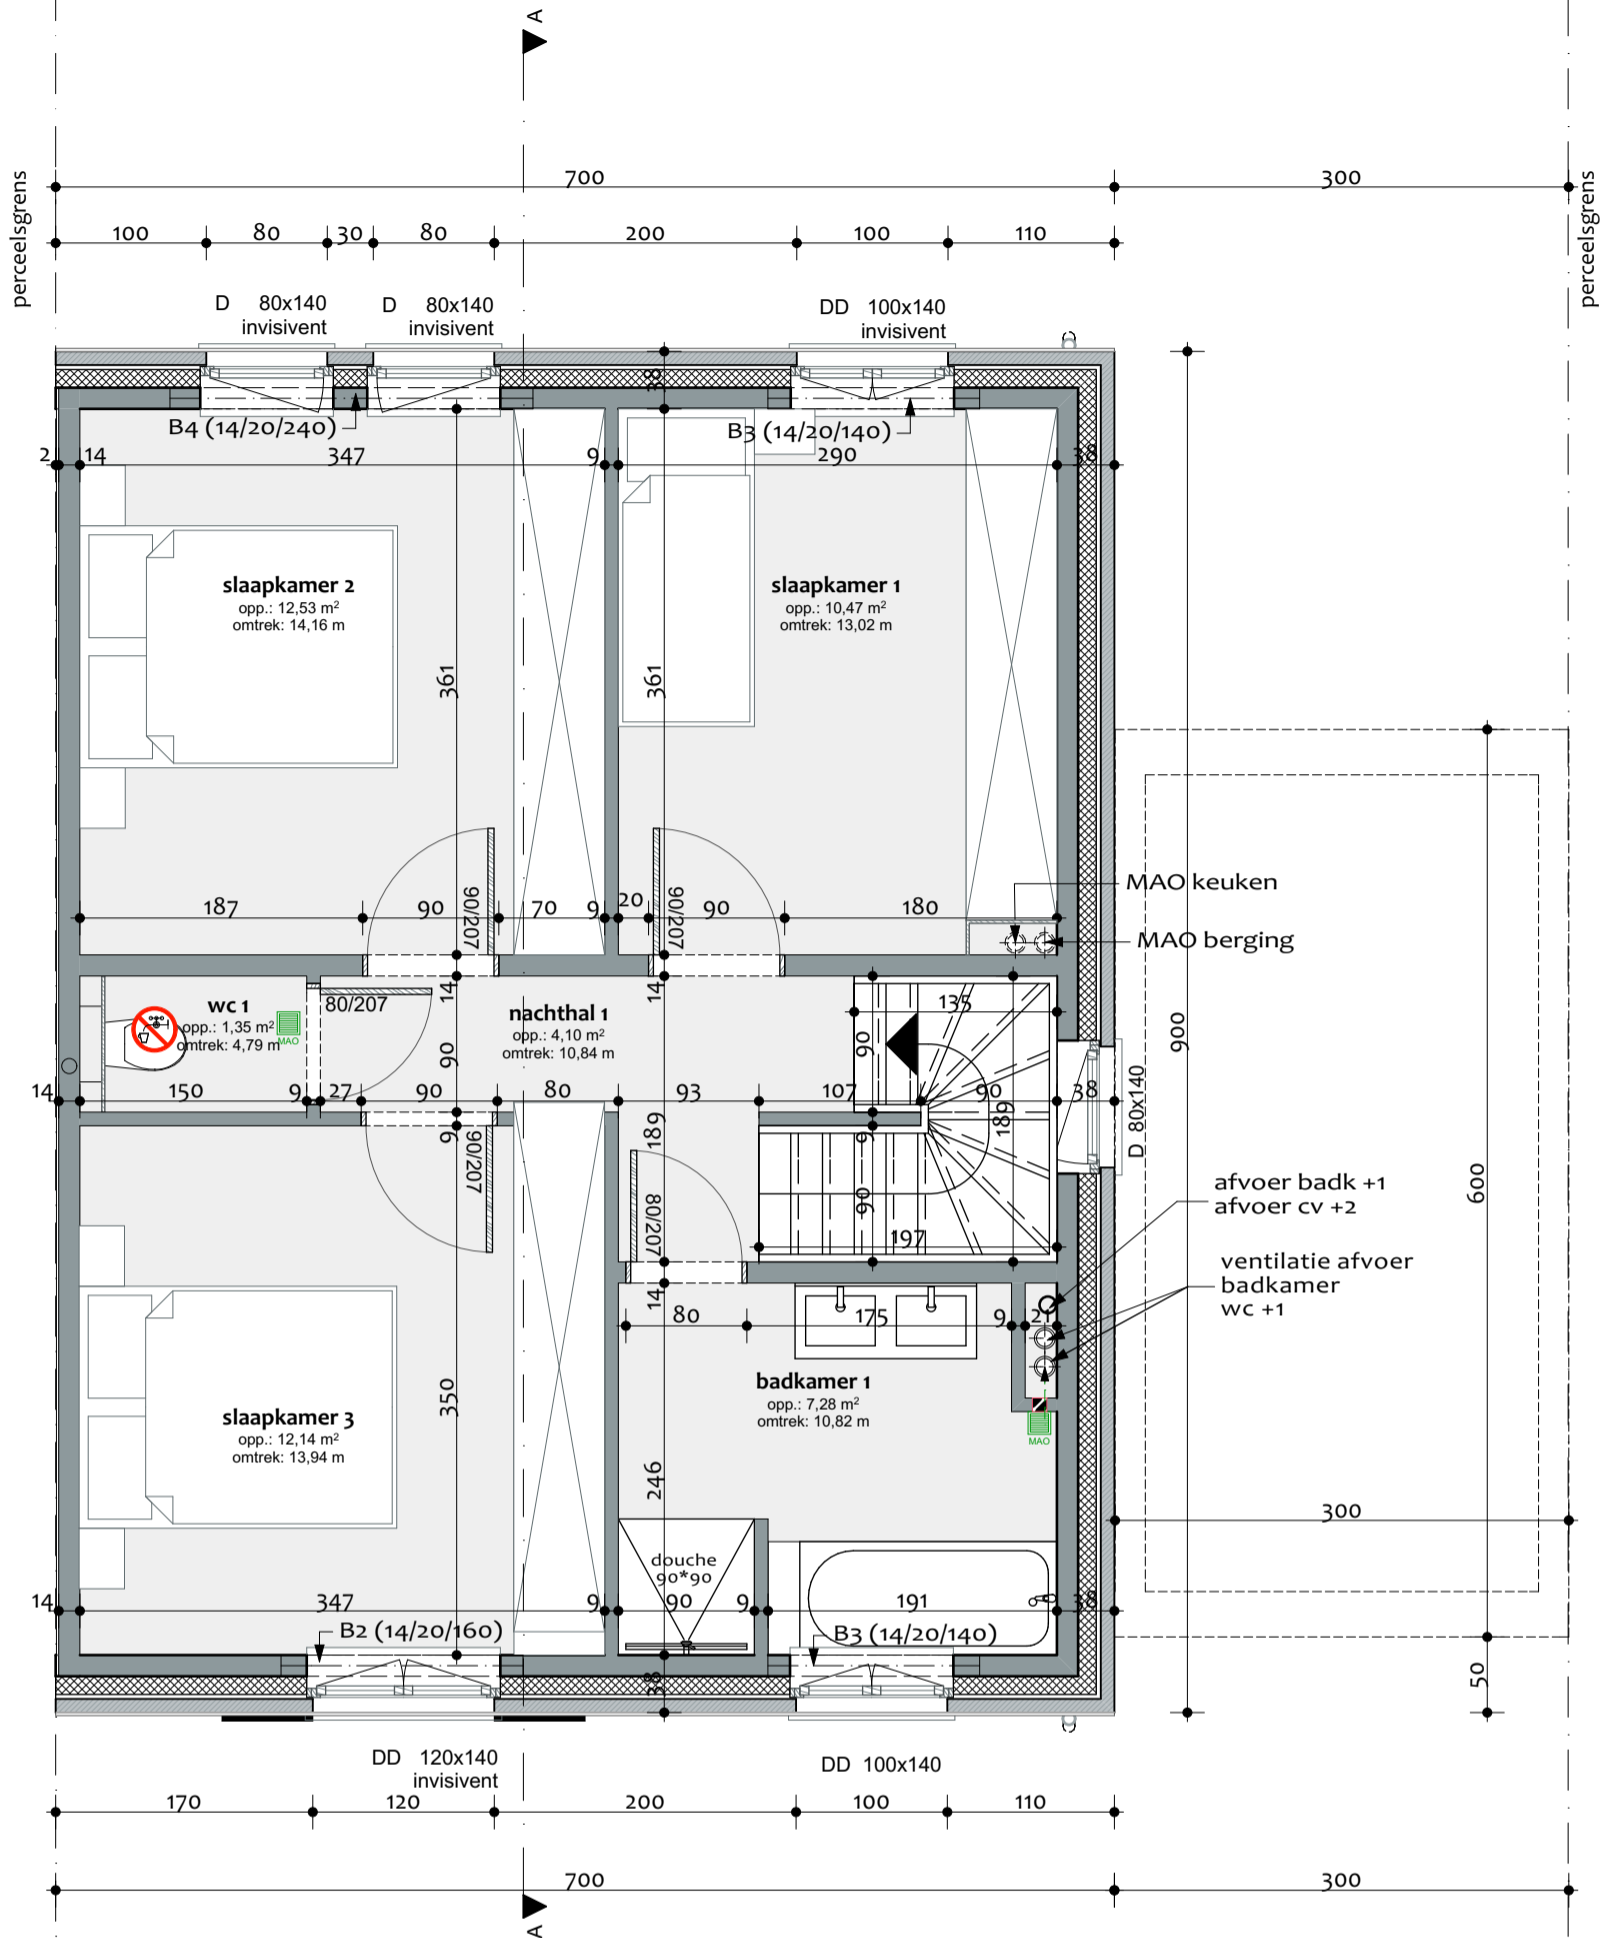 A
perceelsgrens
700
300
perceelsgrens
100
80
30
80
200
100
110
D 80x140
invisivent
D 80x140
invisivent
DD 100x140
invisivent
38
B4 (14/20/240)
B3 (14/20/140)
2
14
347
9
290
38
slaapkamer 2
opp.: 12,53 m²
omtrek: 14,16 m
slaapkamer 1
opp.: 10,47 m²
omtrek: 13,02 m
361
361
MAO keuken
187
90
90/207
70
9
20
90/207
90
180
MAO berging
14
14
wc 1
opp.: 1,35 m²
omtrek: 4,79 m
MAO
80/207
nachthal 1
opp.: 4,10 m²
omtrek: 10,84 m
135
90
90
900
14
150
9
27
90
80
93
107
90
38
D 80x140
9
90/207
189
9
189
80/207
90
197
afvoer badk +1
afvoer cv +2
600
ventilatie afvoer
badkamer
wc +1
14
80
175
9
21
350
badkamer 1
opp.: 7,28 m²
omtrek: 10,82 m
slaapkamer 3
opp.: 12,14 m²
omtrek: 13,94 m
MAO
246
300
douche
90*90
14
347
9
90
9
191
38
B2 (14/20/160)
B3 (14/20/140)
38
50
DD 120x140
invisivent
DD 100x140
170
120
200
100
110
700
300
A